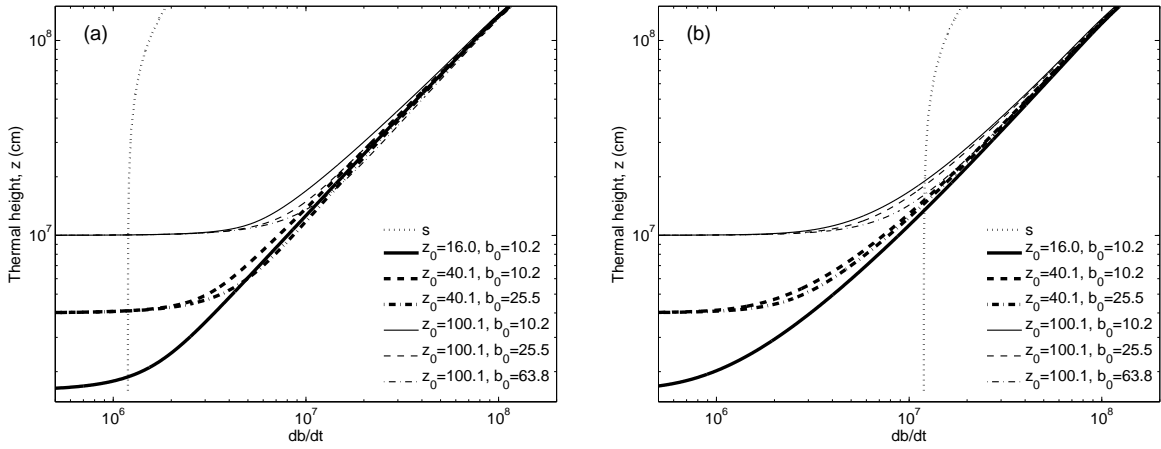 (a)
10^8
10^7
Thermal height, z (cm)
s
z_0=16.0, b_0=10.2
z_0=40.1, b_0=10.2
z_0=40.1, b_0=25.5
z_0=100.1, b_0=10.2
z_0=100.1, b_0=25.5
z_0=100.1, b_0=63.8
10^6
10^7
10^8
db/dt
(b)
10^8
10^7
Thermal height, z (cm)
s
z_0=16.0, b_0=10.2
z_0=40.1, b_0=10.2
z_0=40.1, b_0=25.5
z_0=100.1, b_0=10.2
z_0=100.1, b_0=25.5
z_0=100.1, b_0=63.8
10^6
10^7
10^8
db/dt